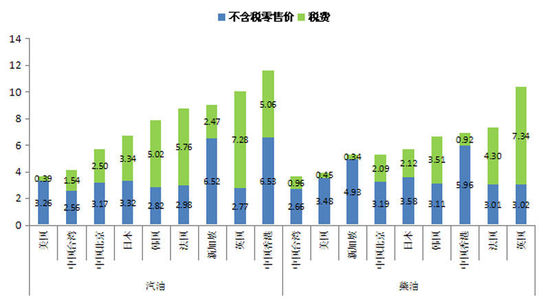 不含税零售价 税费
14
12
10
8
6
4
2
0
0.39 1.54 2.50 3.34 5.02 5.76 2.47 7.28 5.06 0.96 0.45 0.34 2.09 2.12 3.51 0.92 4.30 7.34
3.26 2.56 3.17 3.32 2.82 2.98 6.52 2.77 6.53 2.66 3.48 4.93 3.19 3.58 3.11 5.96 3.01 3.02
美国 中国台湾 中国北京 日本 韩国 法国 新加坡 英国 中国香港 中国台湾 美国 新加坡 中国北京 日本 韩国 中国香港 法国 英国
汽油 柴油